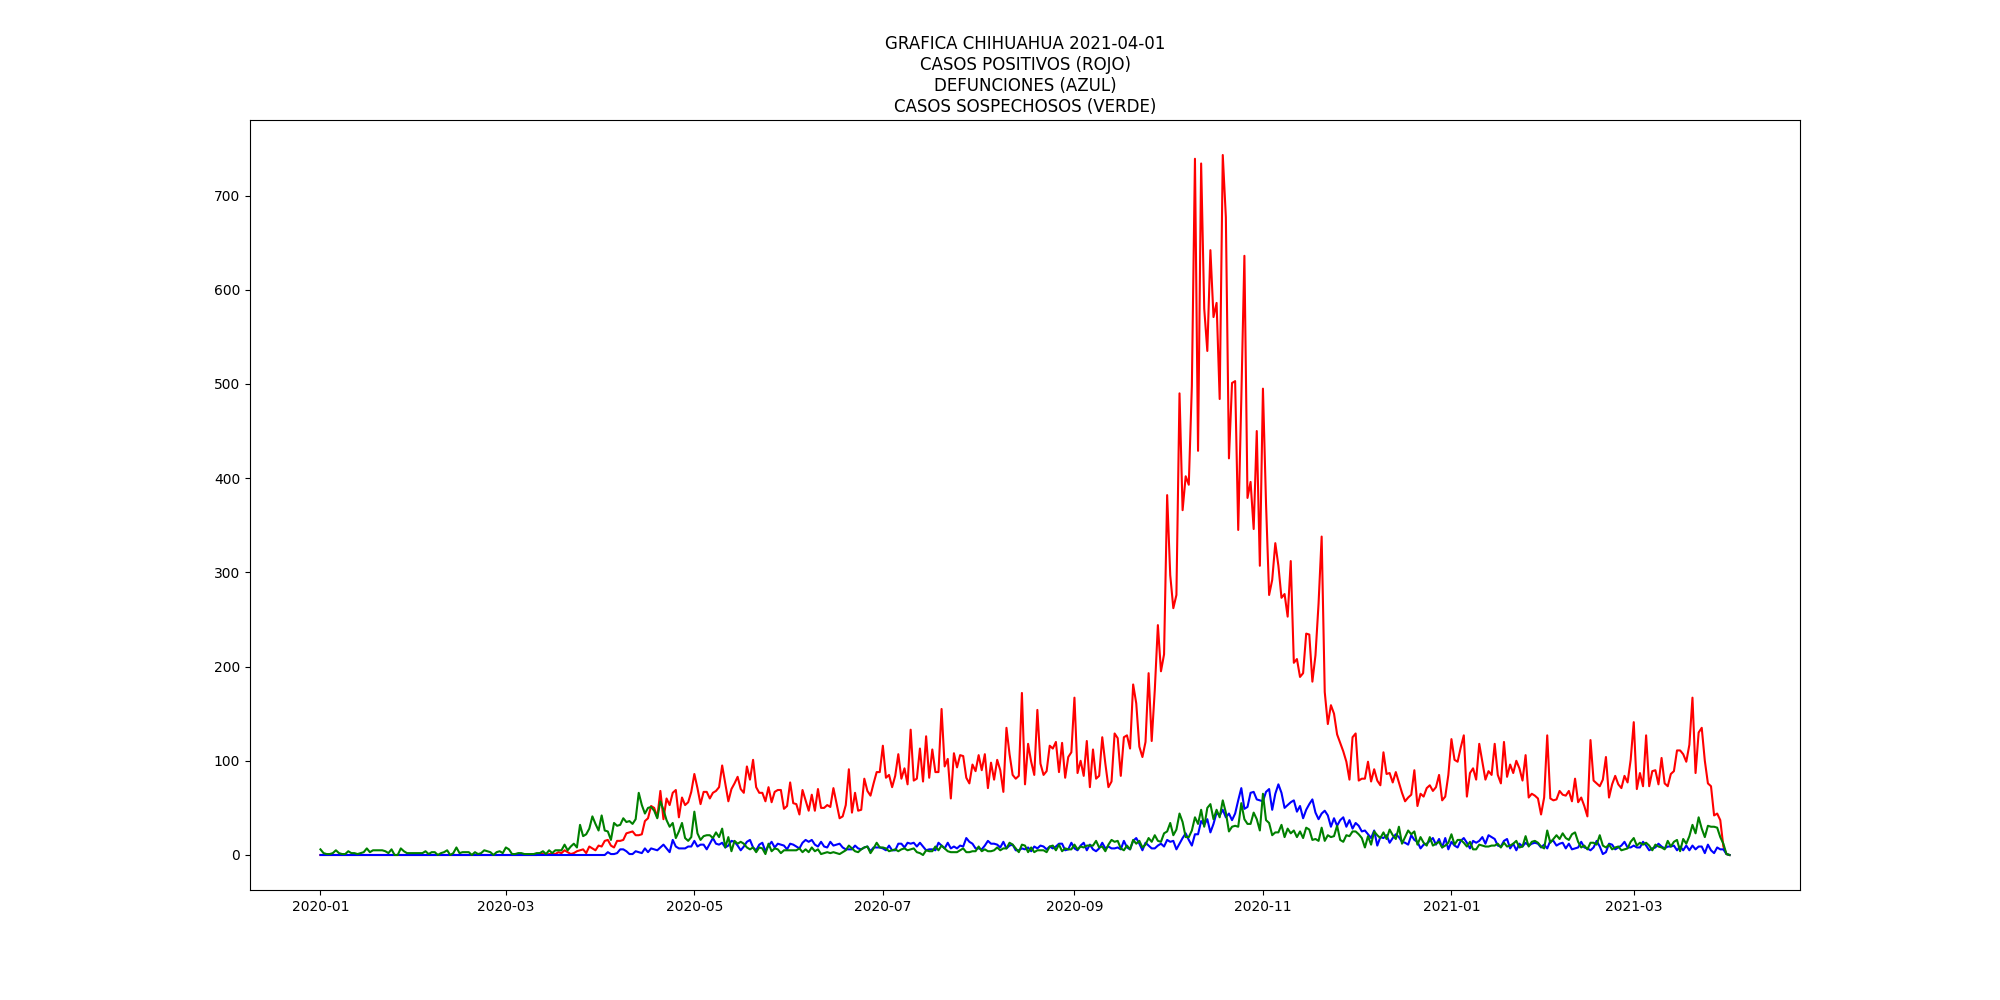 GRAFICA CHIHUAHUA 2021-04-01
CASOS POSITIVOS (ROJO)
DEFUNCIONES (AZUL)
CASOS SOSPECHOSOS (VERDE)
700
600
500
400
300
200
100
0
2020-01 2020-03 2020-05 2020-07 2020-09 2020-11 2021-01 2021-03